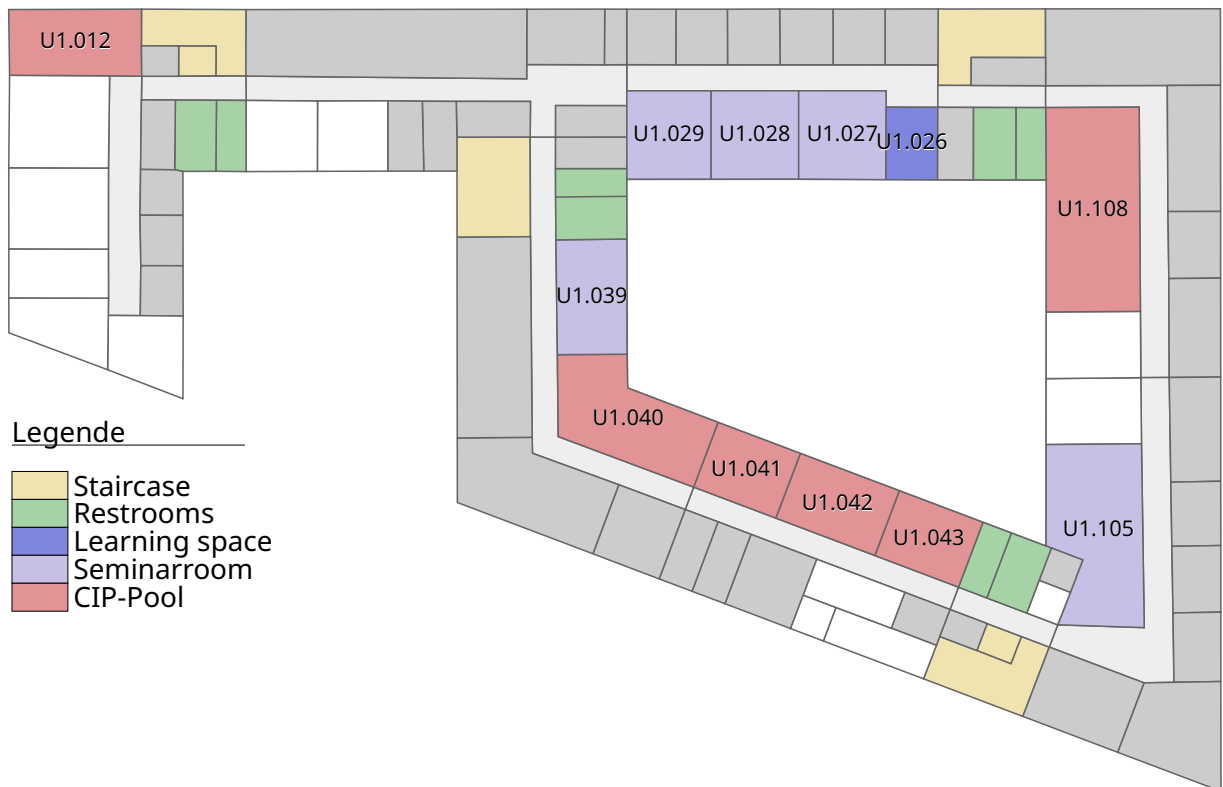 U1.012
U1.029
U1.028
U1.027
U1.026
U1.108
U1.039
U1.040
U1.041
U1.042
U1.043
U1.105
Legende
Staircase
Restrooms
Learning space
Seminarroom
CIP-Pool